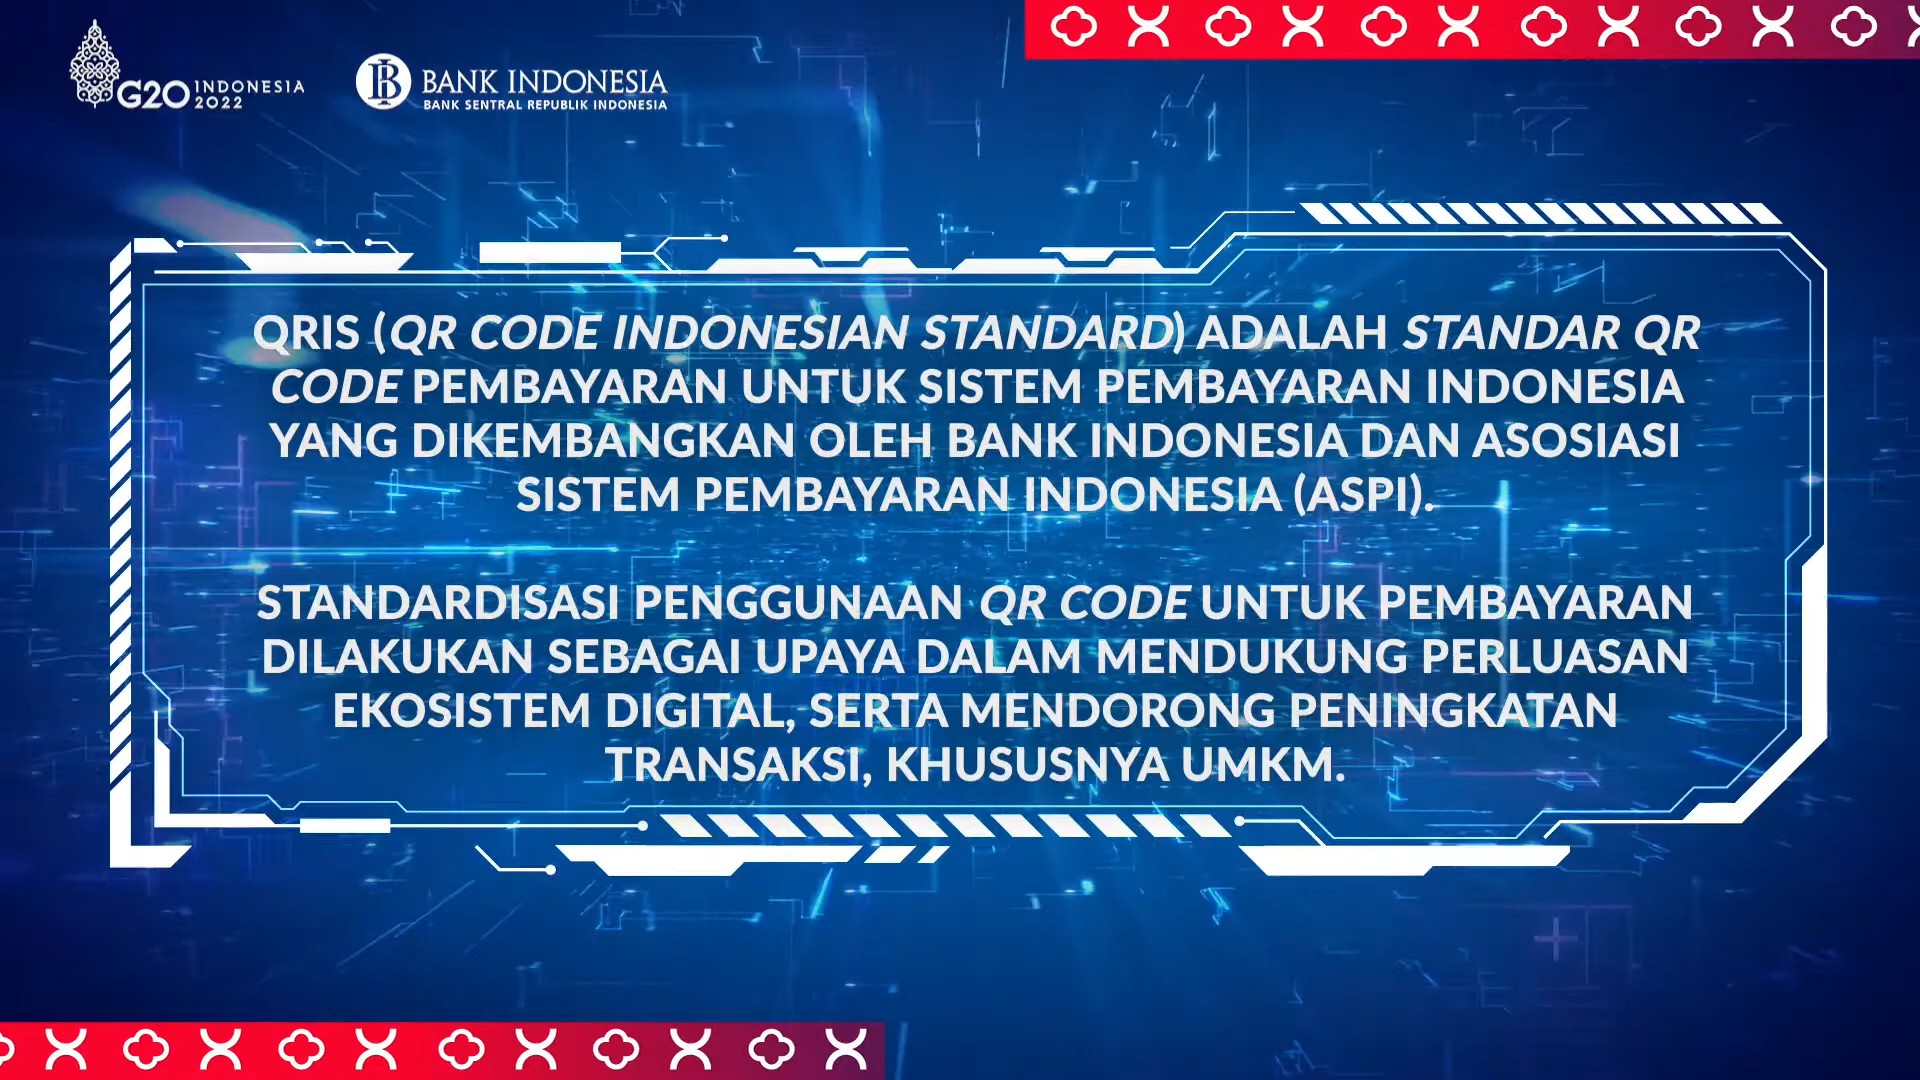 G20 INDONESIA
2022
BANK INDONESIA
BANK SENTRAL REPUBLIK INDONESIA
QRIS (QR CODE INDONESIAN STANDARD) ADALAH STANDAR QR
CODE PEMBAYARAN UNTUK SISTEM PEMBAYARAN INDONESIA
YANG DIKEMBANGKAN OLEH BANK INDONESIA DAN ASOSIASI
SISTEM PEMBAYARAN INDONESIA (ASPI).
STANDARDISASI PENGGUNAAN QR CODE UNTUK PEMBAYARAN
DILAKUKAN SEBAGAI UPAYA DALAM MENDUKUNG PERLUASAN
EKOSISTEM DIGITAL, SERTA MENDORONG PENINGKATAN
TRANSAKSI, KHUSUSNYA UMKM.